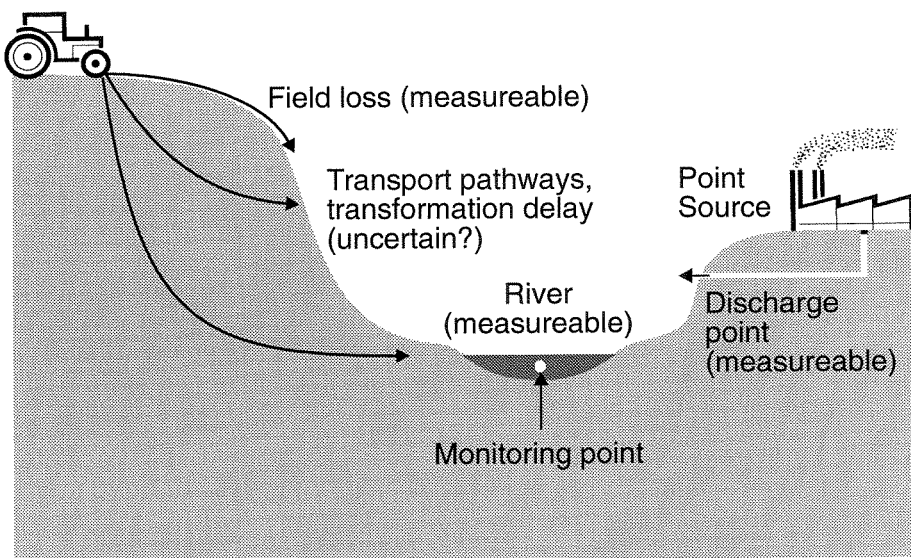 Field loss (measureable)
Transport pathways,
transformation delay
(uncertain?)
Point
Source
River
(measureable)
Discharge
point
(measureable)
Monitoring point